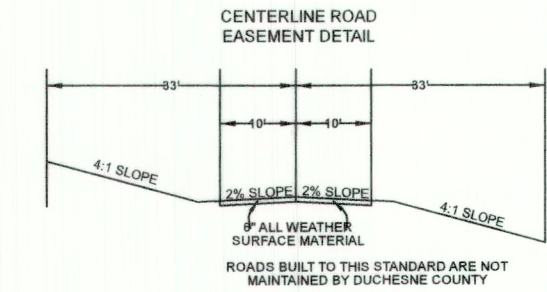 CENTERLINE ROAD
EASEMENT DETAIL
33' 33'
10' 10'
4:1 SLOPE
2% SLOPE 2% SLOPE
4:1 SLOPE
6" ALL WEATHER
SURFACE MATERIAL
ROADS BUILT TO THIS STANDARD ARE NOT
MAINTAINED BY DUCHESNE COUNTY